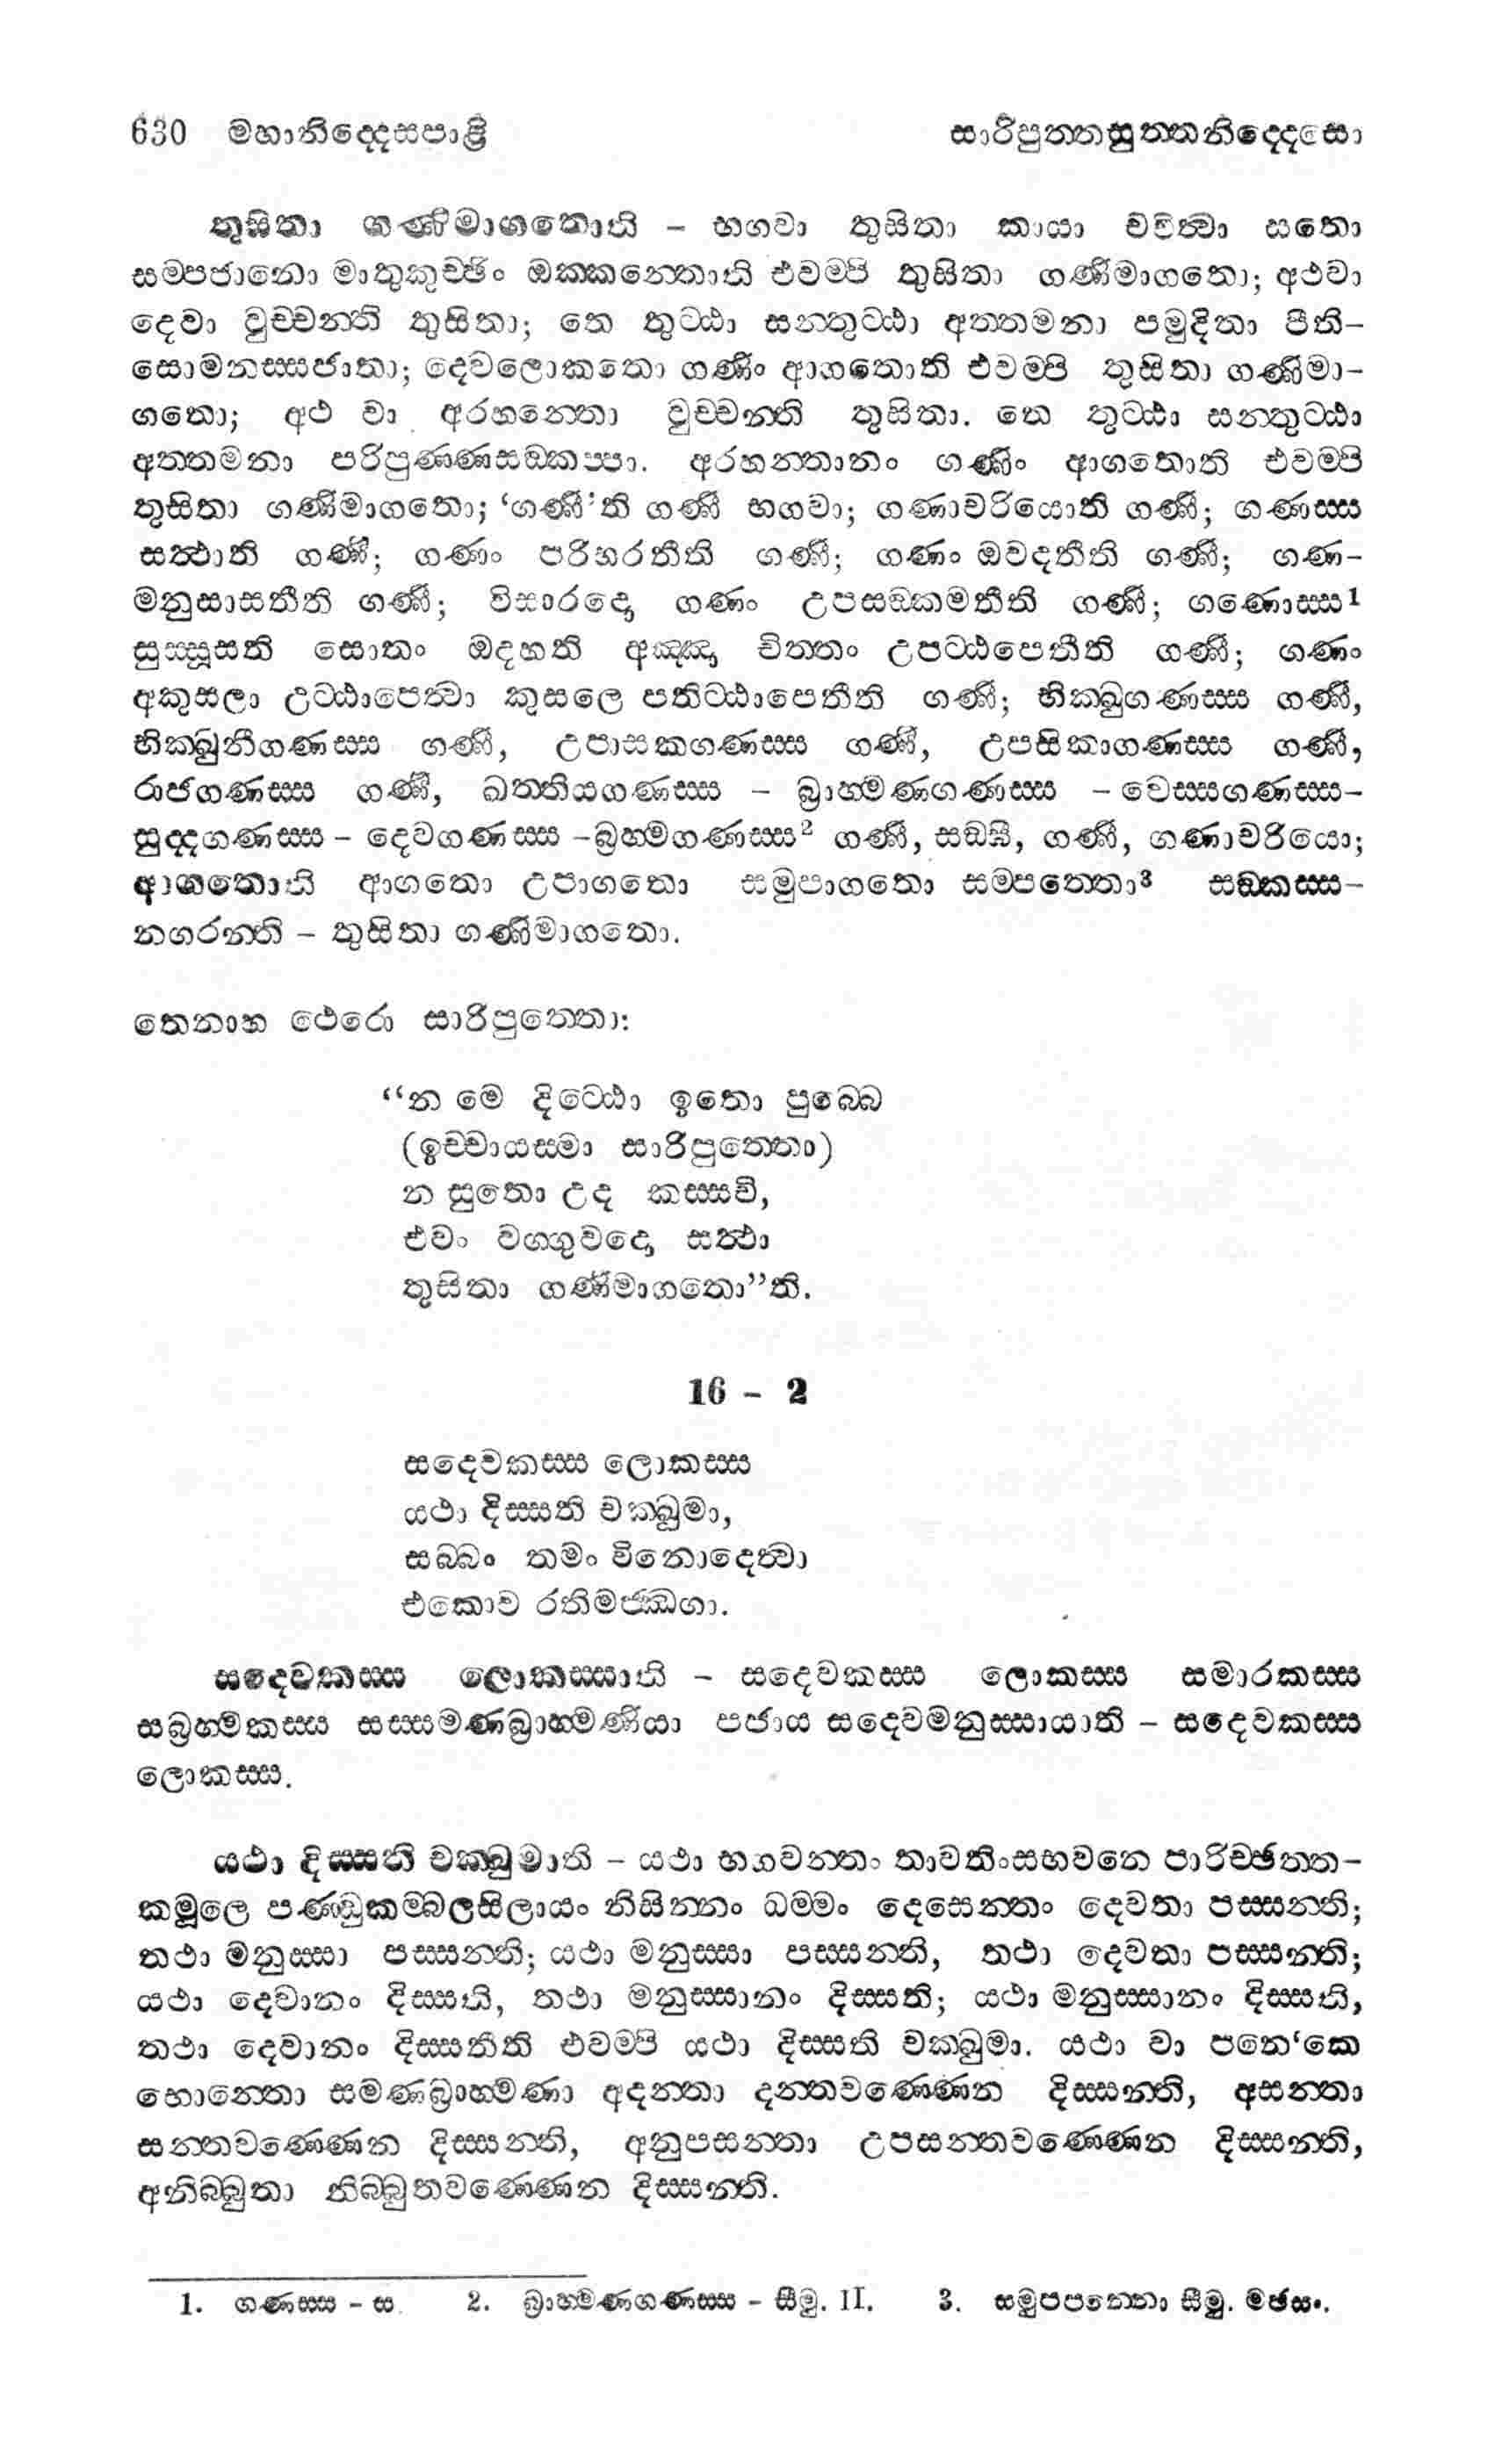 630 මහානිද්දෙසපාළි සාරිපුත්තසුත්තනිද්දෙසො
තුසිතා ගණිමාගතොති – භගවා තුසිතා කායා චවිත්වා සතො
සම්පජානො මාතුකුච්ඡිං ඔක්කන්තොති එවම්පි තුසිතා ගණිමාගතො; අථවා
දෙවා වුච්චන්ති තුසිතා; තෙ තුට්ඨා සන්තුට්ඨා අත්තමනා පමුදිතා පීති–
සොමනස්සජාතා; දෙවලොකතො ගණිං ආගතොති එවම්පි තුසිතා ගණිමා–
ගතො; අථ වා අරහන්තො වුච්චන්ති තුසිතා. තෙ තුට්ඨා සන්තුට්ඨා
අත්තමනා පරිපුණ්ණසඞ්කප්පා. අරහන්තානං ගණිං ආගතොති එවම්පි
තුසිතා ගණිමාගතො; ‘ගණී’ති ගණී භගවා; ගණාචරියොති ගණී; ගණස්ස
සත්ථාති ගණී; ගණං පරිහරතීති ගණී; ගණං ඔවදතීති ගණී; ගණ–
මනුසාසතීති ගණී; විසාරදො ගණං උපසඞ්කමතීති ගණී; ගණොස්ස1
සුස්සූසති සොතං ඔදහති අඤ්ඤා චිත්තං උපට්ඨපෙතීති ගණී; ගණං
අකුසලා උට්ඨාපෙත්වා කුසලෙ පතිට්ඨාපෙතීති ගණී; භික්ඛුගණස්ස ගණී,
භික්ඛුනීගණස්ස ගණී, උපාසකගණස්ස ගණී, උපසිකාගණස්ස ගණී,
රාජගණස්ස ගණී, ඛත්තියගණස්ස – බ්‍රාහ්මණගණස්ස – වෙස්සගණස්ස–
සුද්දගණස්ස – දෙවගණස්ස –බ්‍රහ්මගණස්ස2 ගණී, සඞ්ඝී, ගණී, ගණාචරියො;
ආගතොති ආගතො උපාගතො සමුපාගතො සම්පත්තො3 සඞ්කස්ස–
නගරන්ති – තුසිතා ගණිමාගතො.
තෙනාහ ථෙරො සාරිපුත්තො:
“න මෙ දිට්ඨො ඉතො පුබ්බෙ
(ඉච්චායස්මා සාරිපුත්තො)
න සුතො උද කස්සචි,
එවං වග්ගුවදො සත්ථා
තුසිතා ගණිමාගතො”ති.
16 – 2
සදෙවකස්ස ලොකස්ස
යථා දිස්සති චක්ඛුමා,
සබ්බං තමං විනොදෙත්වා
එකොව රතිමජ්ඣගා.
සදෙවකස්ස ලොකස්සාති – සදෙවකස්ස ලොකස්ස සමාරකස්ස
සබ්‍රහ්මකස්ස සස්සමණබ්‍රාහ්මණියා පජාය සදෙවමනුස්සායාති – සදෙවකස්ස
ලොකස්ස.
යථා දිස්සති චක්ඛුමාති – යථා භගවන්තං තාවතිංසභවනෙ පාරිච්ඡත්ත–
කමූලෙ පණ්ඩුකම්බලසිලායං නිසින්නං ධම්මං දෙසෙන්තං දෙවතා පස්සන්ති;
තථා මනුස්සා පස්සන්ති; යථා මනුස්සා පස්සන්ති, තථා දෙවතා පස්සන්ති;
යථා දෙවානං දිස්සති, තථා මනුස්සානං දිස්සති; යථා මනුස්සානං දිස්සති,
තථා දෙවානං දිස්සතීති එවම්පි යථා දිස්සති චක්ඛුමා. යථා වා පනෙ‘කෙ
භොන්තො සමණබ්‍රාහ්මණා අදන්තා දන්තවණ්ණෙන දිස්සන්ති, අසන්තා
සන්තවණ්ණෙන දිස්සන්ති, අනුපසන්තා උපසන්තවණ්ණෙන දිස්සන්ති,
අනිබ්බුතා නිබ්බුතවණ්ණෙන දිස්සන්ති.
1. ගණස්ස – ස. 2. බ්‍රාහ්මණගණස්ස – සීමු. II. 3. සමුපපන්නො සීමු. මඡසං.